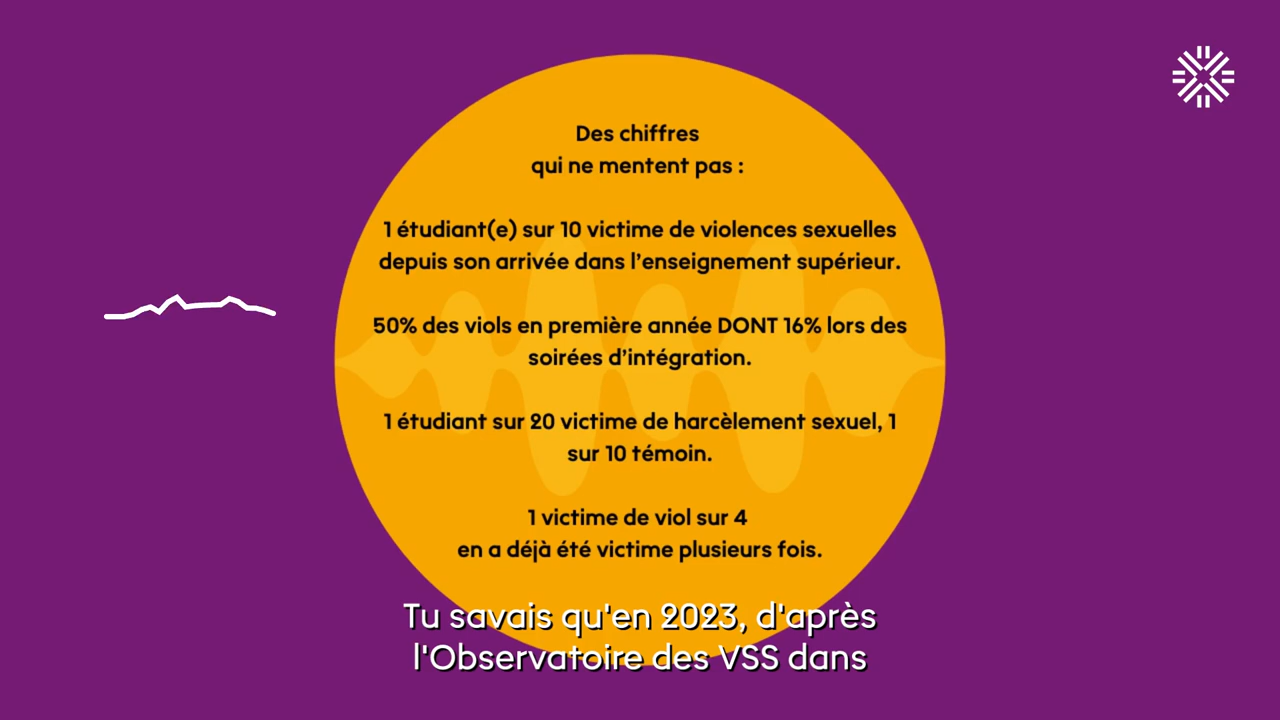 Des chiffres
qui ne mentent pas :
1 étudiant(e) sur 10 victime de violences sexuelles
depuis son arrivée dans l’enseignement supérieur.
50% des viols en première année DONT 16% lors des
soirées d’intégration.
1 étudiant sur 20 victime de harcèlement sexuel, 1
sur 10 témoin.
1 victime de viol sur 4
en a déjà été victime plusieurs fois.
Tu savais qu'en 2023, d'après
l'Observatoire des VSS dans